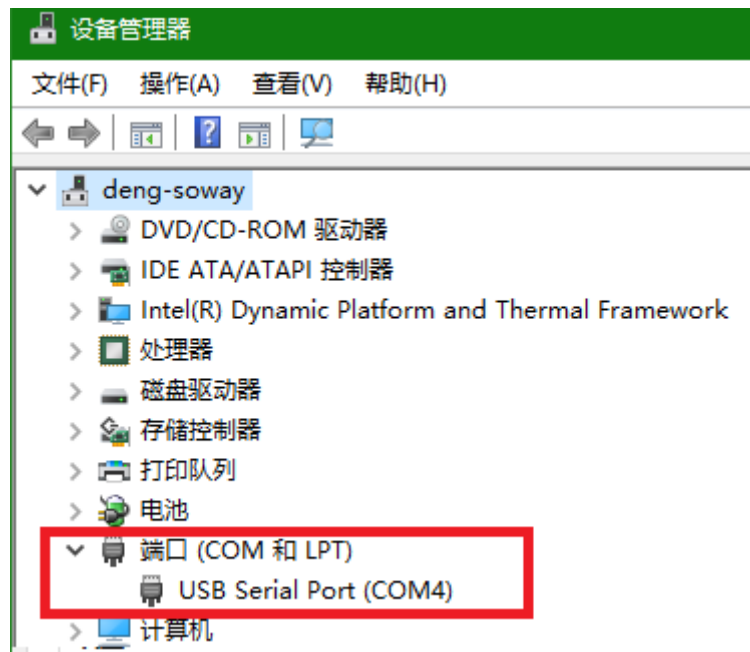 设备管理器
文件(F) 操作(A) 查看(V) 帮助(H)
deng-soway
DVD/CD-ROM 驱动器
IDE ATA/ATAPI 控制器
Intel(R) Dynamic Platform and Thermal Framework
处理器
磁盘驱动器
存储控制器
打印队列
电池
端口 (COM 和 LPT)
USB Serial Port (COM4)
计算机